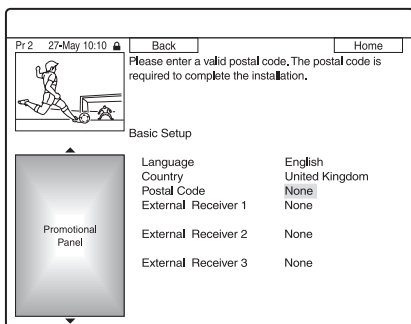 Pr 2 27-May 10:10
Back
Home
Please enter a valid postal code. The postal code is
required to complete the installation.
Basic Setup
Language English
Country United Kingdom
Postal Code None
External Receiver 1 None
External Receiver 2 None
External Receiver 3 None
Promotional
Panel